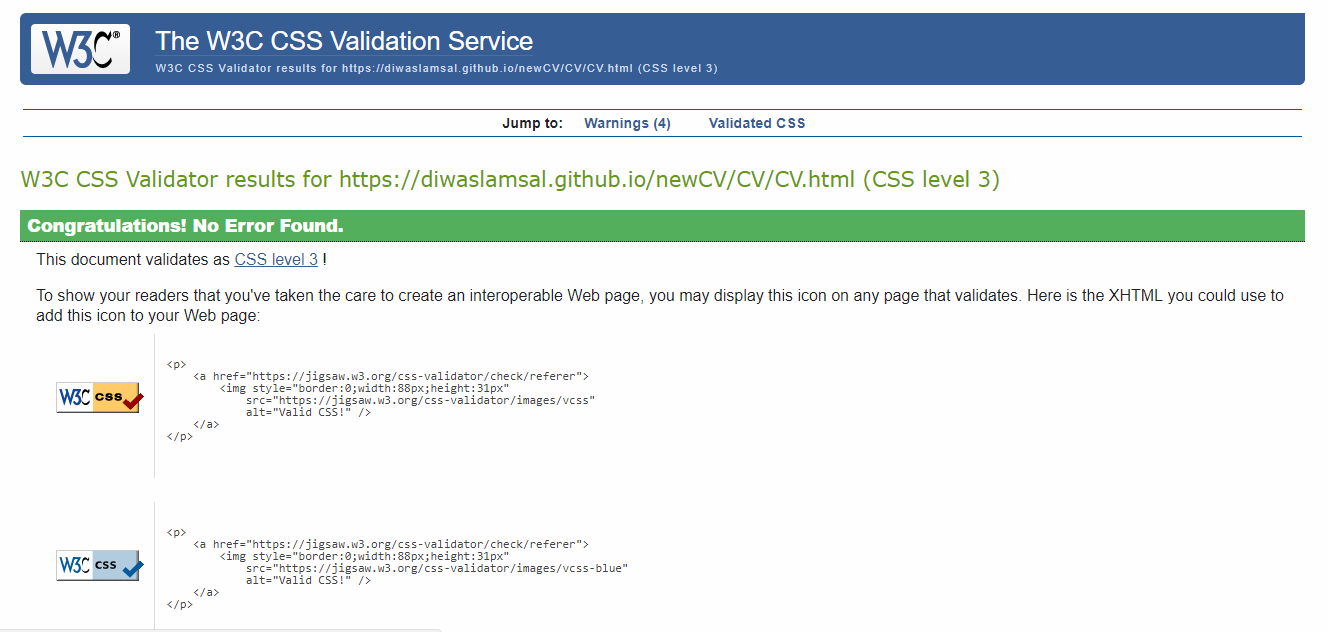 W3C®
The W3C CSS Validation Service
W3C CSS Validator results for https://diwaslamsal.github.io/newCV/CV/CV.html (CSS level 3)
Jump to: Warnings (4) Validated CSS
W3C CSS Validator results for https://diwaslamsal.github.io/newCV/CV/CV.html (CSS level 3)
Congratulations! No Error Found.
This document validates as CSS level 3 !
To show your readers that you've taken the care to create an interoperable Web page, you may display this icon on any page that validates. Here is the XHTML you could use to
add this icon to your Web page:
W3C css
<p>
    <a href="https://jigsaw.w3.org/css-validator/check/referer">
        <img style="border:0;width:88px;height:31px"
            src="https://jigsaw.w3.org/css-validator/images/vcss"
            alt="Valid CSS!" />
    </a>
</p>
W3C css
<p>
    <a href="https://jigsaw.w3.org/css-validator/check/referer">
        <img style="border:0;width:88px;height:31px"
            src="https://jigsaw.w3.org/css-validator/images/vcss-blue"
            alt="Valid CSS!" />
    </a>
</p>